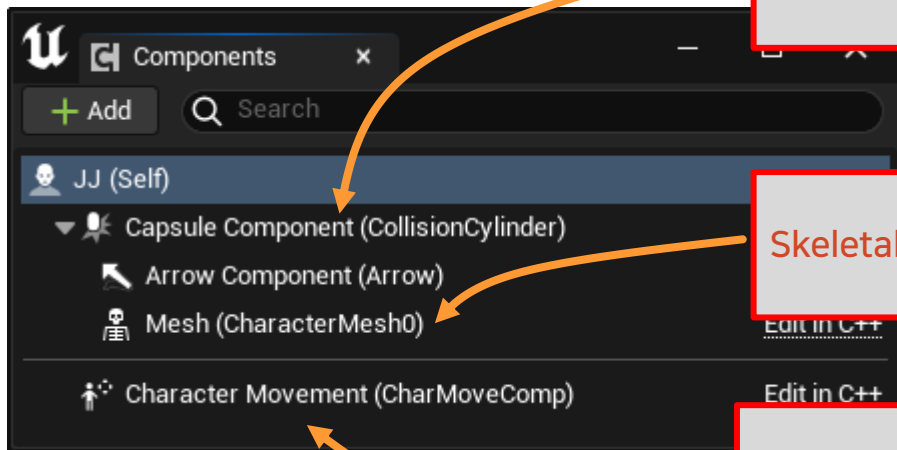 Components
+ Add
Search
JJ (Self)
Capsule Component (CollisionCylinder)
Arrow Component (Arrow)
Skeletal
Mesh (CharacterMesh0)
Edit in C++
Character Movement (CharMoveComp)
Edit in C++